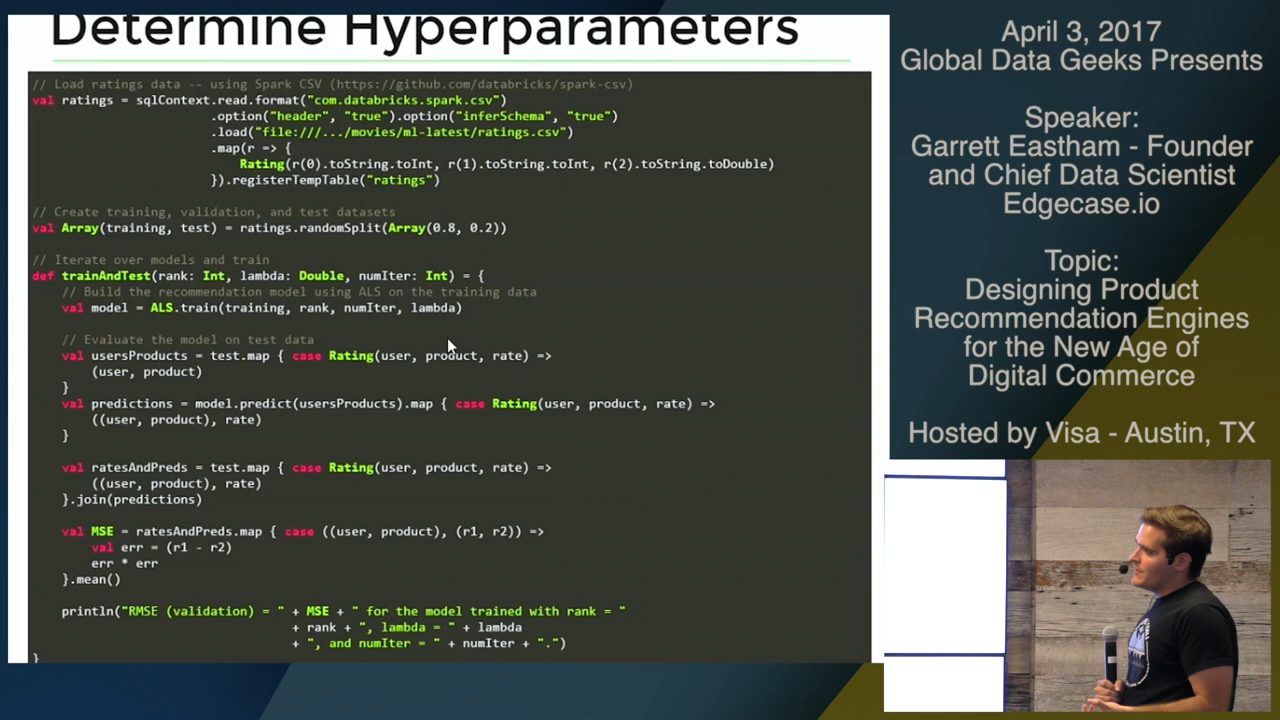 Determine Hyperparameters
// Load ratings data -- using Spark CSV (https://github.com/databricks/spark-csv)
val ratings = sqlContext.read.format("com.databricks.spark.csv")
.option("header", "true").option("inferSchema", "true")
.load("file:///.../movies/ml-latest/ratings.csv")
.map(r => {
Rating(r(0).toString.toInt, r(1).toString.toInt, r(2).toString.toDouble)
}).registerTempTable("ratings")
// Create training, validation, and test datasets
val Array(training, test) = ratings.randomSplit(Array(0.8, 0.2))
// Iterate over models and train
def trainAndTest(rank: Int, lambda: Double, numIter: Int) = {
// Build the recommendation model using ALS on the training data
val model = ALS.train(training, rank, numIter, lambda)
// Evaluate the model on test data
val usersProducts = test.map { case Rating(user, product, rate) =>
(user, product)
}
val predictions = model.predict(usersProducts).map { case Rating(user, product, rate) =>
((user, product), rate)
}
val ratesAndPreds = test.map { case Rating(user, product, rate) =>
((user, product), rate)
}.join(predictions)
val MSE = ratesAndPreds.map { case ((user, product), (r1, r2)) =>
val err = (r1 - r2)
err * err
}.mean()
println("RMSE (validation) = " + MSE + " for the model trained with rank = "
+ rank + ", lambda = " + lambda
+ ", and numIter = " + numIter + ".")
}
April 3, 2017
Global Data Geeks Presents
Speaker:
Garrett Eastham - Founder
and Chief Data Scientist
Edgecase.io
Topic:
Designing Product
Recommendation Engines
for the New Age of
Digital Commerce
Hosted by Visa - Austin, TX